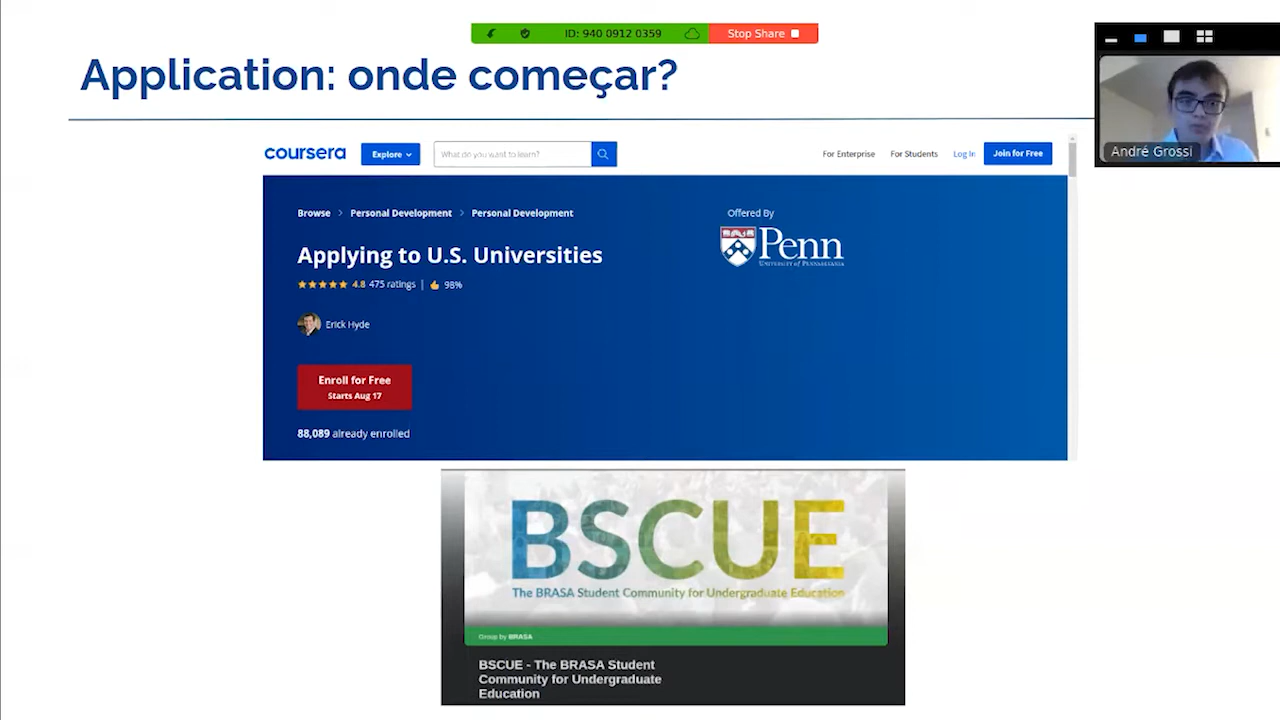 ID: 940 0912 0359
Stop Share
Application: onde começar?
André Grossi
coursera
Explore
What do you want to learn?
For Enterprise
For Students
Log In
Join for Free
Browse > Personal Development > Personal Development
Offered By
Applying to U.S. Universities
Penn
UNIVERSITY of PENNSYLVANIA
4.8 475 ratings | 98%
Erick Hyde
Enroll for Free
Starts Aug 17
88,089 already enrolled
BSCUE
The BRASA Student Community for Undergraduate Education
Group by BRASA
BSCUE - The BRASA Student
Community for Undergraduate
Education